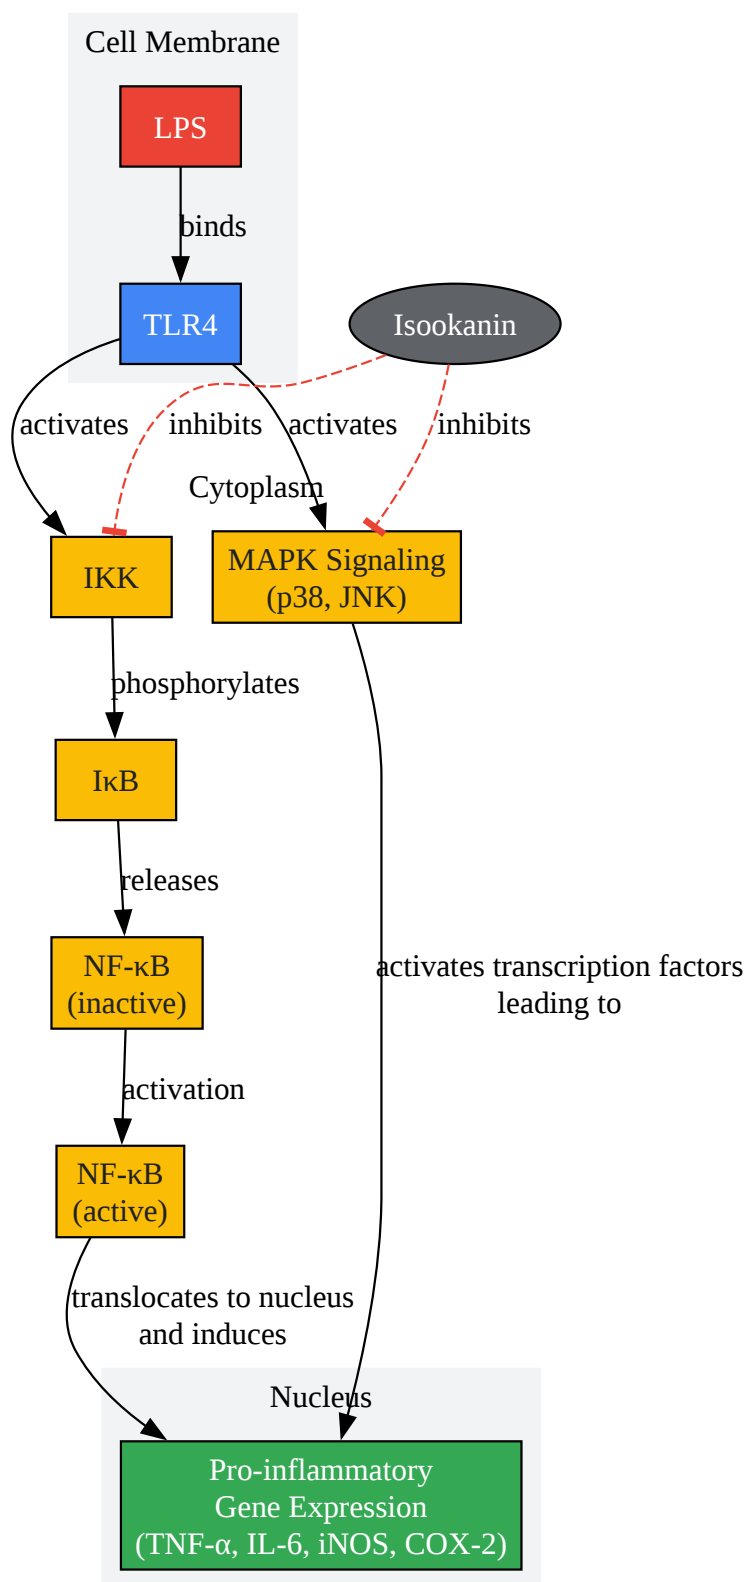 Cell Membrane
LPS
binds
TLR4
Isookanin
activates
inhibits
activates
inhibits
Cytoplasm
IKK
MAPK Signaling
(p38, JNK)
phosphorylates
IκB
releases
NF-κB
(inactive)
activates transcription factors
leading to
activation
NF-κB
(active)
translocates to nucleus
and induces
Nucleus
Pro-inflammatory
Gene Expression
(TNF-α, IL-6, iNOS, COX-2)